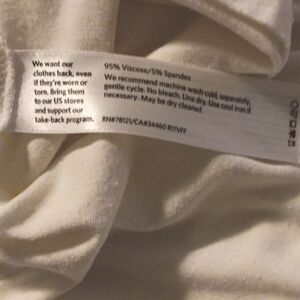 We want our
clothes back, even
if they're worn or
torn. Bring them
to our US stores
and support our
take-back program.
95% Viscose/5% Spandex
We recommend machine wash cold, separately,
gentle cycle. No bleach. Line dry. Use cool iron if
necessary. May be dry cleaned.
RN#78121/CA#34460 R17VFF